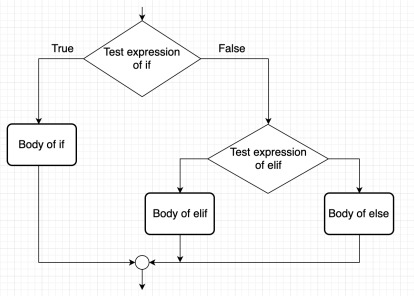 True
Test expression
of if
False
Body of if
Test expression
of elif
Body of elif
Body of else